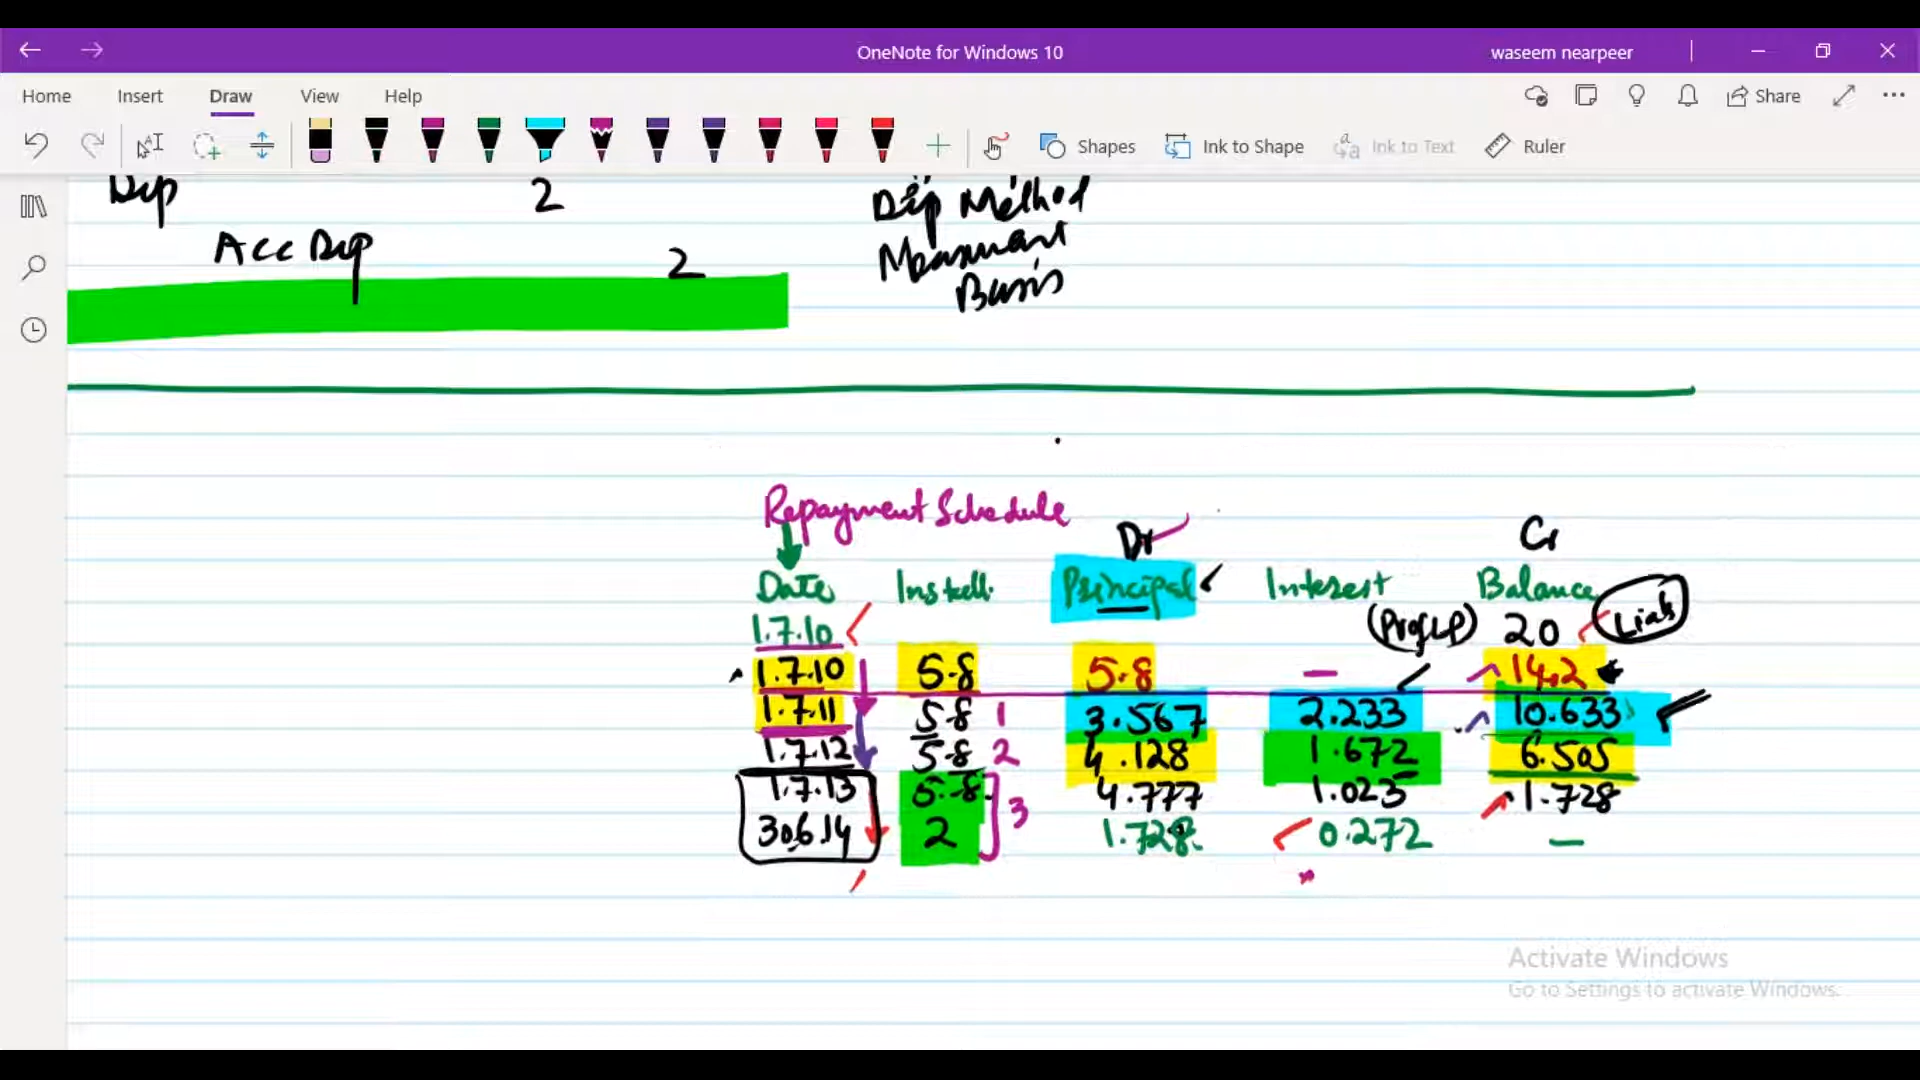 OneNote for Windows 10
waseem nearpeer
Home Insert Draw View Help
Share
Shapes Ink to Shape Ink to Text Ruler
Dep 2
Acc Dep 2
Dep Method
Measurment
Basis
Repayment Schedule
Dr Cr
Date Install. Principal Interest Balance
(Prof LP) Liab
1.7.10 20
1.7.10 5.8 5.8 — 14.2
1.7.11 5.8 1 3.567 2.233 10.633
1.7.12 5.8 2 4.128 1.672 6.505
1.7.13 5.8 4.777 1.023 1.728
3
30.6.14 2 1.728 0.272 —
Activate Windows
Go to Settings to activate Windows.